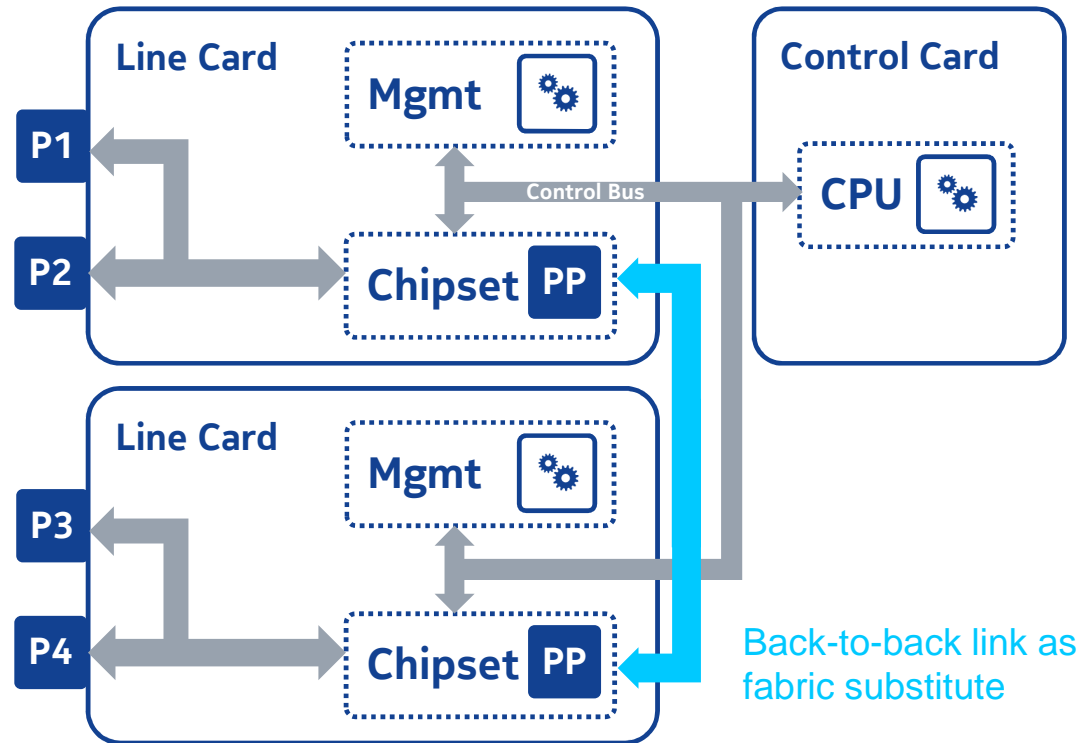 Line Card
Mgmt
P1
Control Bus
P2
Chipset PP
Control Card
CPU
Line Card
Mgmt
P3
P4
Chipset PP
Back-to-back link as
fabric substitute